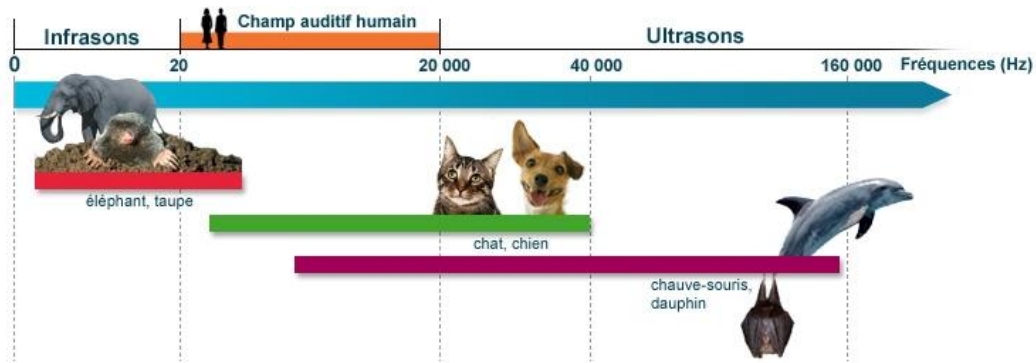 Champ auditif humain
Infrasons
Ultrasons
0
20
20 000
40 000
160 000
Fréquences (Hz)
éléphant, taupe
chat, chien
chauve-souris,
dauphin